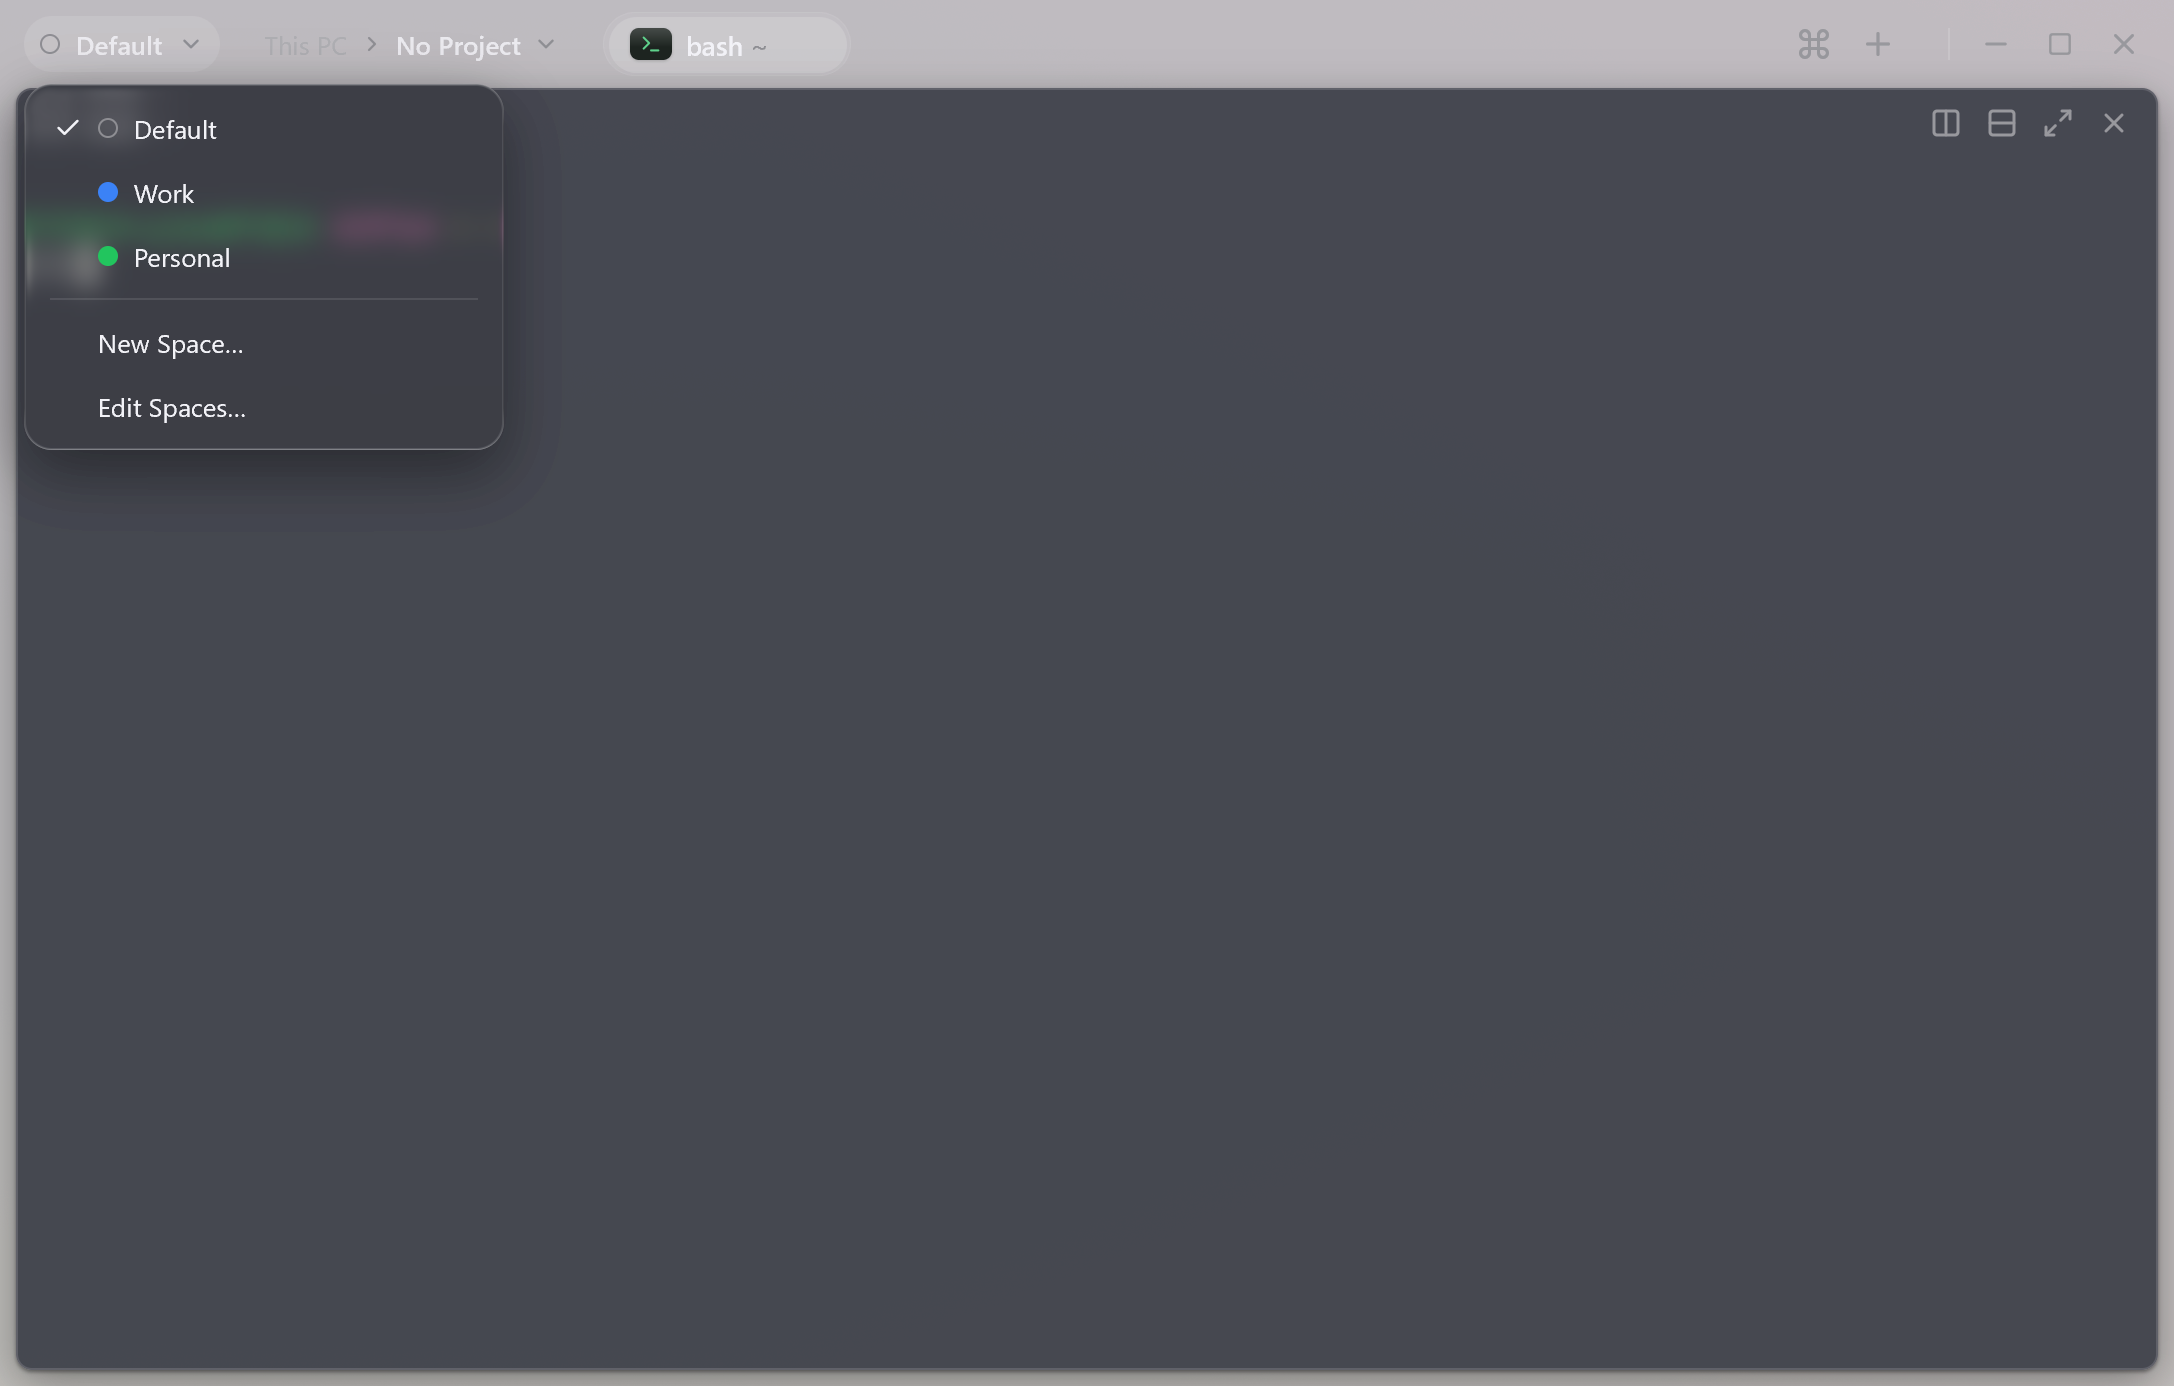 Default
This PC > No Project
bash ~
Default
Work
Personal
New Space...
Edit Spaces...